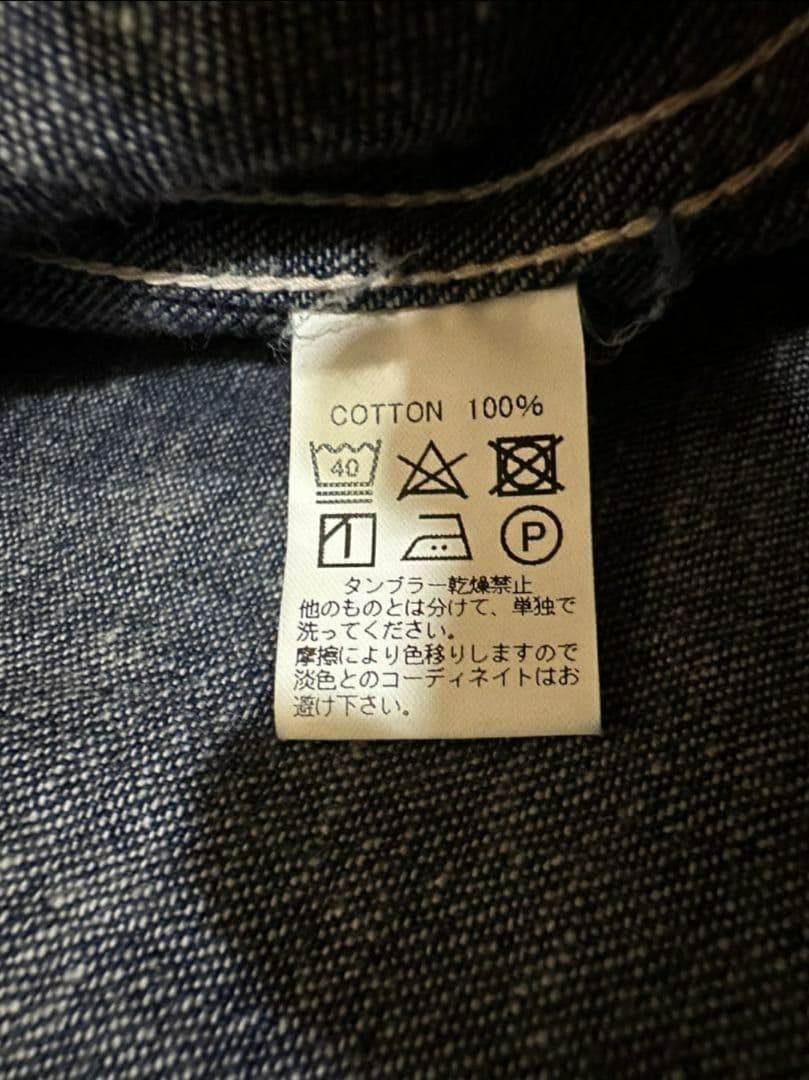 COTTON 100%
40
P
タンブラー乾燥禁止
他のものとは分けて、単独で
洗ってください。
摩擦により色移りしますので
淡色とのコーディネイトはお
避け下さい。